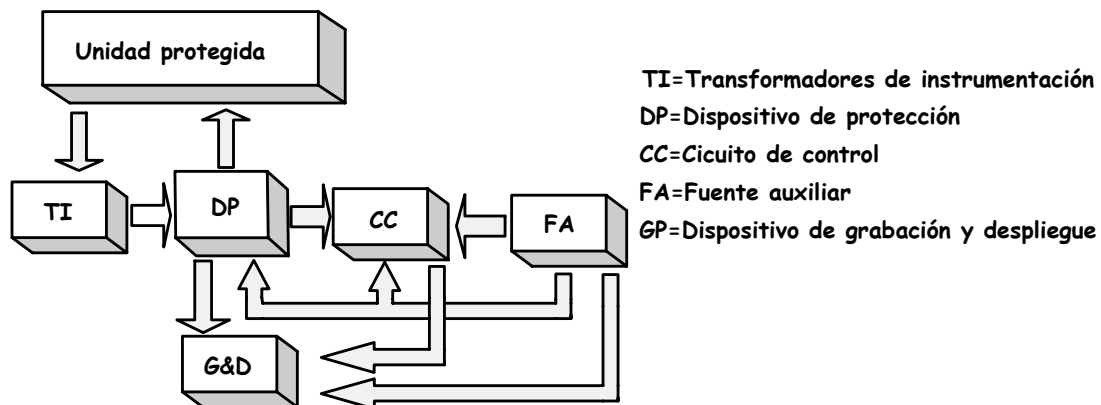 Unidad protegida
TI
DP
CC
FA
G&D
TI=Transformadores de instrumentación
DP=Dispositivo de protección
CC=Cicuito de control
FA=Fuente auxiliar
GP=Dispositivo de grabación y despliegue